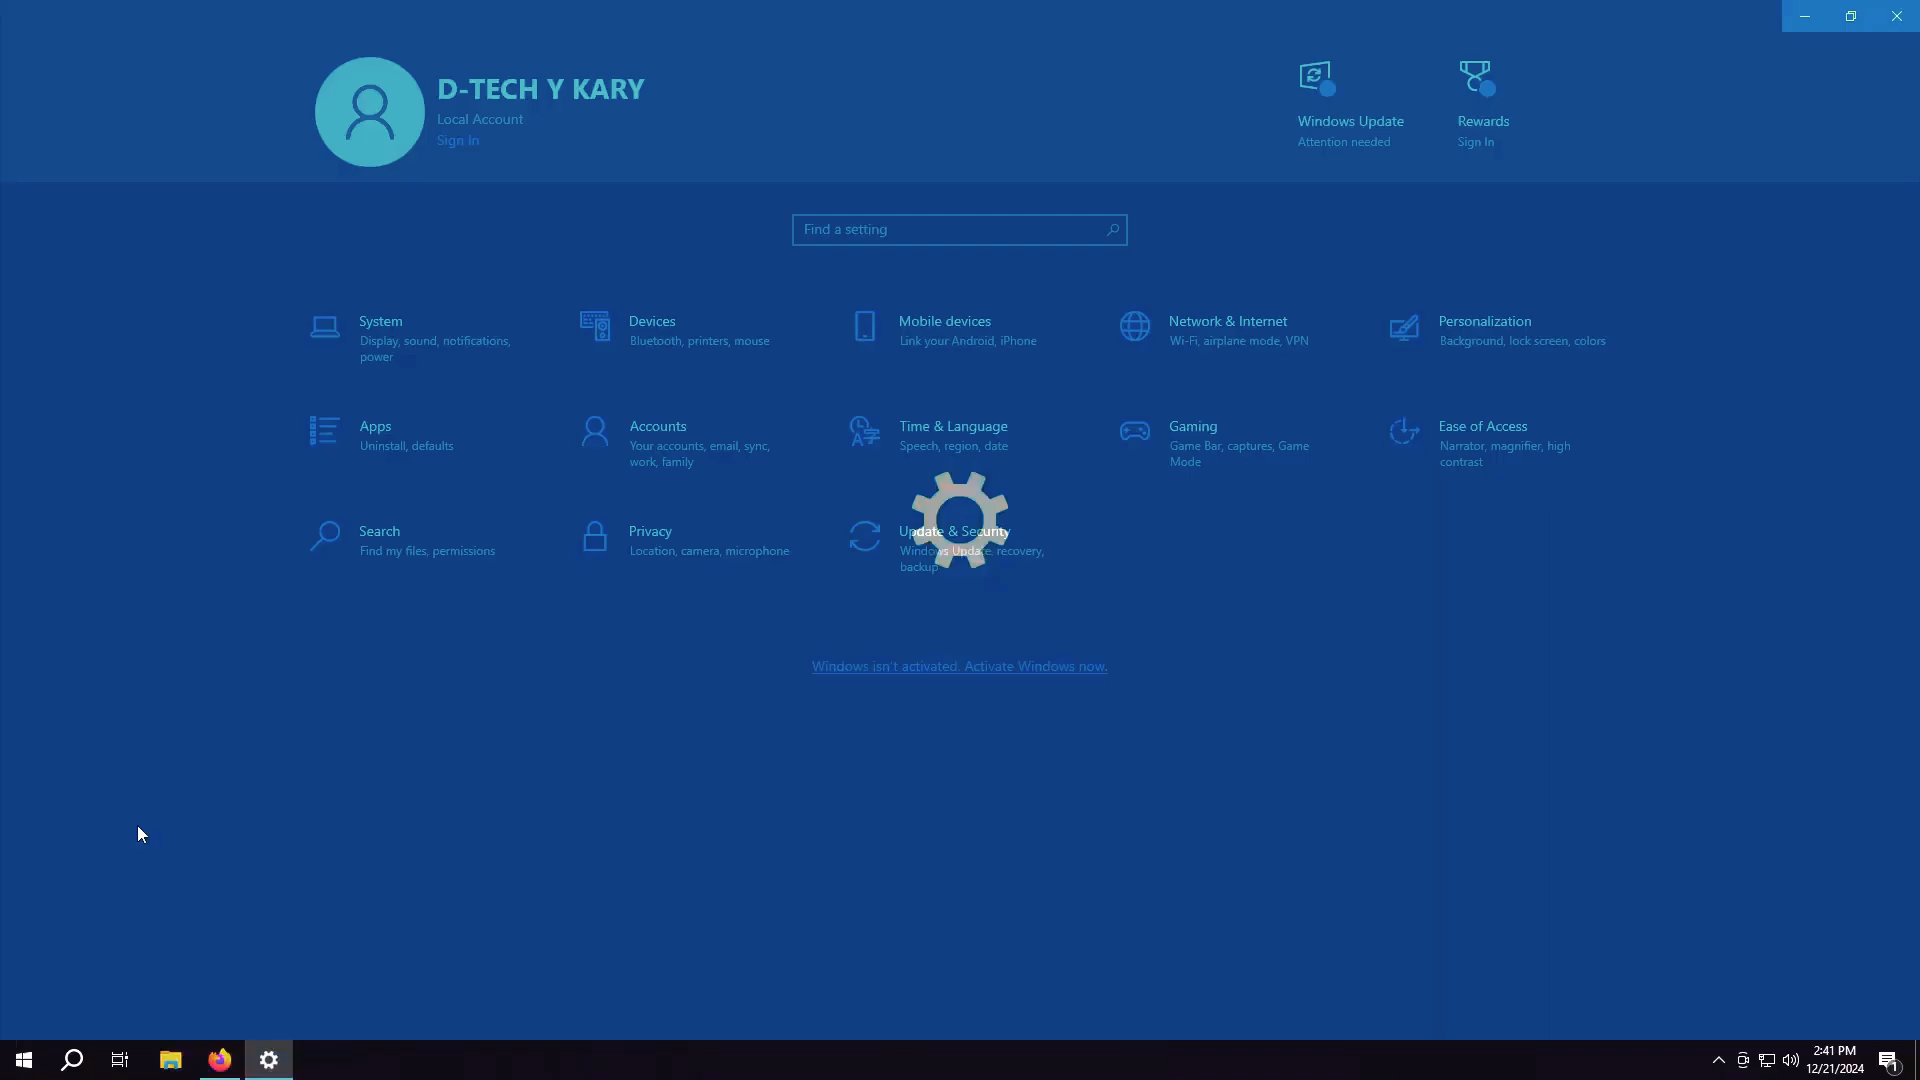 D-TECH Y KARY
Local Account
Sign In
Windows Update
Attention needed
Rewards
Sign In
Find a setting
System
Display, sound, notifications,
power
Devices
Bluetooth, printers, mouse
Mobile devices
Link your Android, iPhone
Network & Internet
Wi-Fi, airplane mode, VPN
Personalization
Background, lock screen, colors
Apps
Uninstall, defaults
Accounts
Your accounts, email, sync,
work, family
Time & Language
Speech, region, date
Gaming
Game Bar, captures, Game
Mode
Ease of Access
Narrator, magnifier, high
contrast
Search
Find my files, permissions
Privacy
Location, camera, microphone
Update & Security
Windows Update, recovery,
backup
Windows isn't activated. Activate Windows now.
2:41 PM
12/21/2024
1